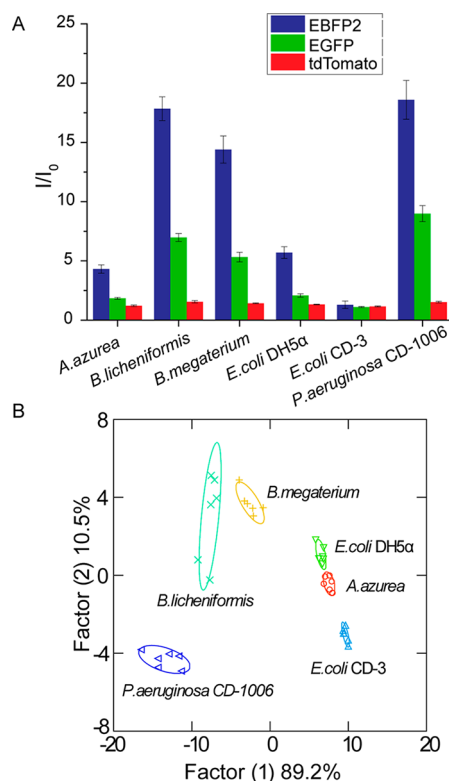 A
EBFP2
EGFP
tdTomato
I/I0
25
20
15
10
5
0
A.azurea
B.licheniformis
B.megaterium
E.coli DH5α
E.coli CD-3
P.aeruginosa CD-1006
B
Factor (2) 10.5%
8
4
0
-4
-8
B.megaterium
E.coli DH5α
A.azurea
B.licheniformis
E.coli CD-3
P.aeruginosa CD-1006
-20 -10 0 10 20
Factor (1) 89.2%